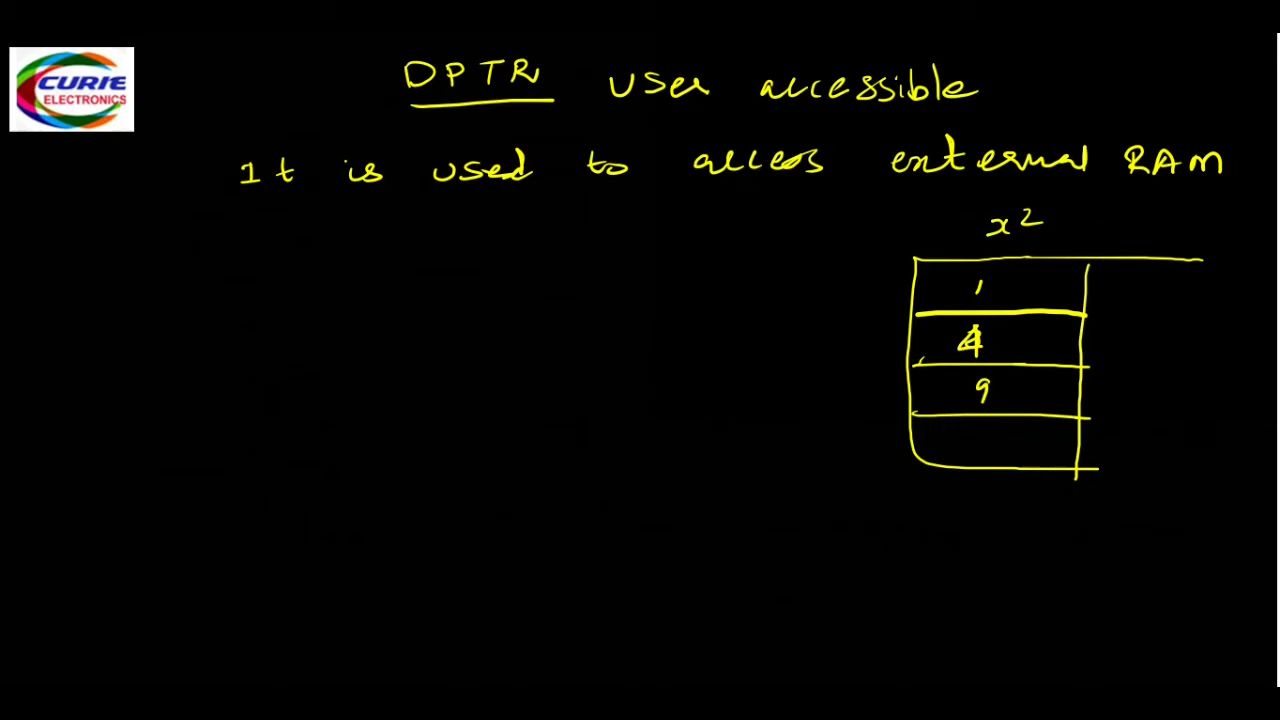 CURIE
ELECTRONICS
DPTR user accessible
It is used to access external RAM
x²
1
4
9